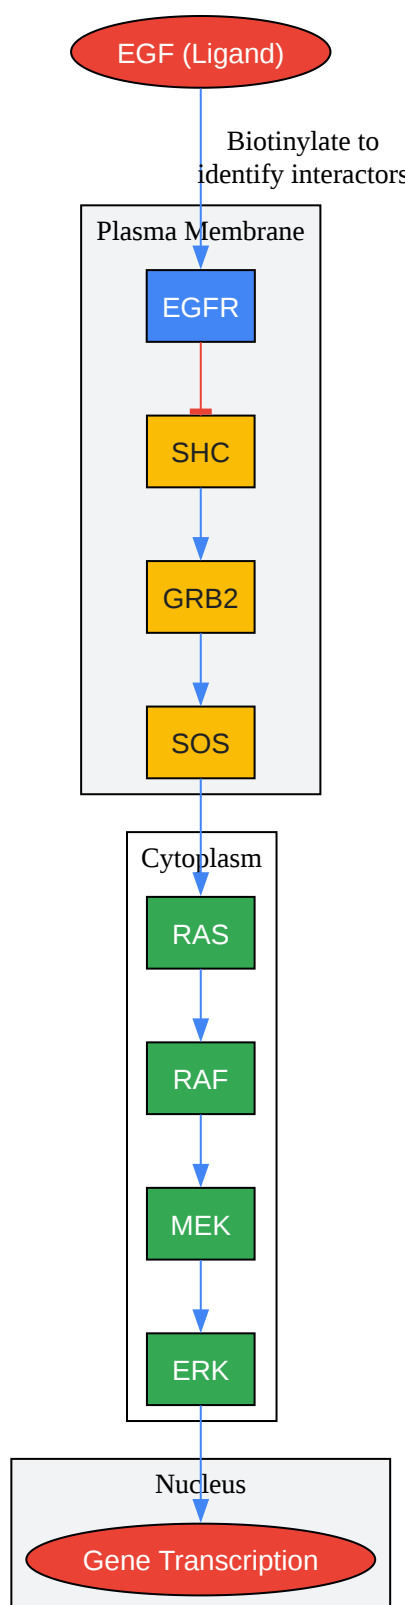 EGF (Ligand)
Biotinylate to
identify interactors
Plasma Membrane
EGFR
SHC
GRB2
SOS
Cytoplasm
RAS
RAF
MEK
ERK
Nucleus
Gene Transcription